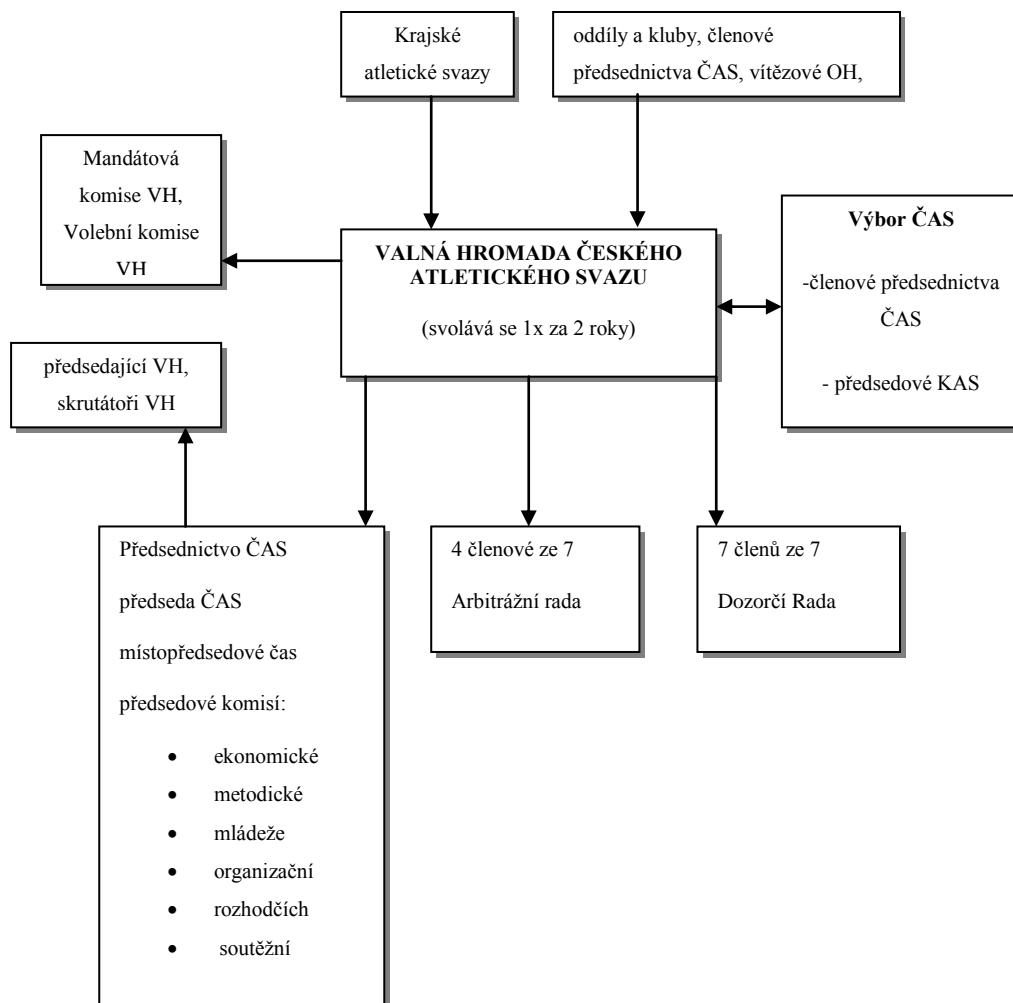 Krajské
atletické svazy
oddíly a kluby, členové
předsednictva ČAS, vítězové OH,
Mandátová
komise VH,
Volební komise
VH
VALNÁ HROMADA ČESKÉHO
ATLETICKÉHO SVAZU
(svolává se 1x za 2 roky)
Výbor ČAS
-členové předsednictva
ČAS
- předsedové KAS
předsedající VH,
skrutátoři VH
Předsednictvo ČAS
předseda ČAS
místopředsedové čas
předsedové komisí:
• ekonomické
• metodické
• mládeže
• organizační
• rozhodčích
• soutěžní
4 členové ze 7
Arbitrážní rada
7 členů ze 7
Dozorčí Rada